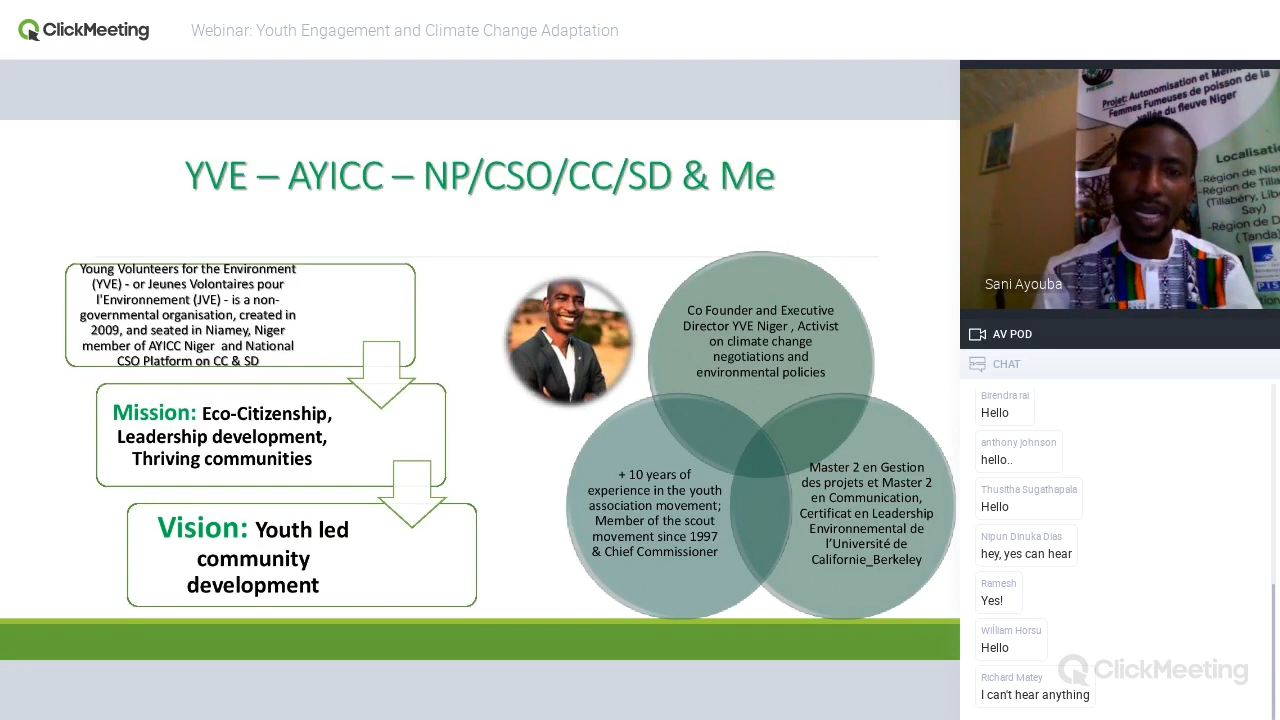 ClickMeeting
Webinar: Youth Engagement and Climate Change Adaptation
YVE – AYICC – NP/CSO/CC/SD & Me
Young Volunteers for the Environment
(YVE) - or Jeunes Volontaires pour
l'Environnement (JVE) - is a non-
governmental organisation, created in
2009, and seated in Niamey, Niger
member of AYICC Niger and National
CSO Platform on CC & SD
Mission: Eco-Citizenship,
Leadership development,
Thriving communities
Vision: Youth led
community
development
Co Founder and Executive
Director YVE Niger , Activist
on climate change
negotiations and
environmental policies
+ 10 years of
experience in the youth
association movement;
Member of the scout
movement since 1997
& Chief Commissioner
Master 2 en Gestion
des projets et Master 2
en Communication,
Certificat en Leadership
Environnemental de
l'Université de
Californie_Berkeley
Projet: Autonomisation et
Femmes Fumeuses de poisson de la
vallée du fleuve Niger
Localisati
-Région de Nia
-Région de Tilla
(Tillabéry, Lib
Say)
-Région de D
(Tanda)
Sani Ayouba
AV POD
CHAT
Birendra rai
Hello
anthony johnson
hello..
Thusitha Sugathapala
Hello
Nipun Dinuka Dias
hey, yes can hear
Ramesh
Yes!
William Horsu
Hello
Richard Matey
I can't hear anything
ClickMeeting